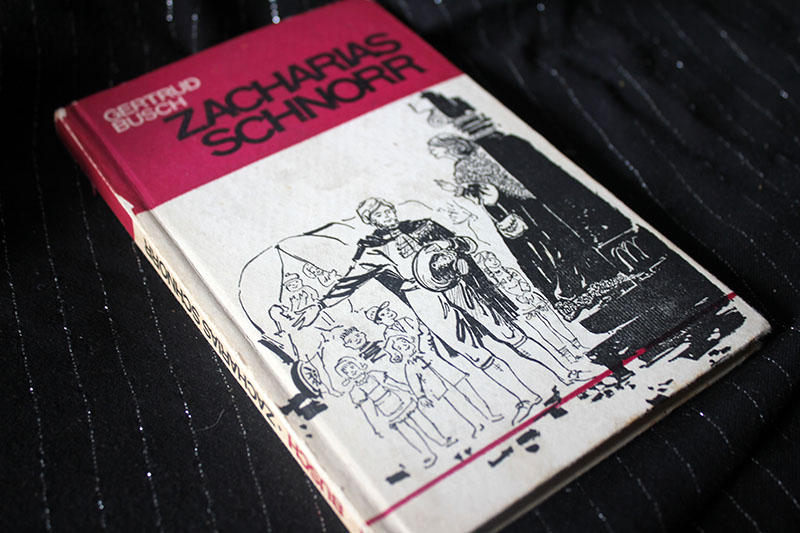 GERTRUD
BUSCH
ZACHARIAS
SCHNORR
BUSCH · ZACHARIAS SCHNORR